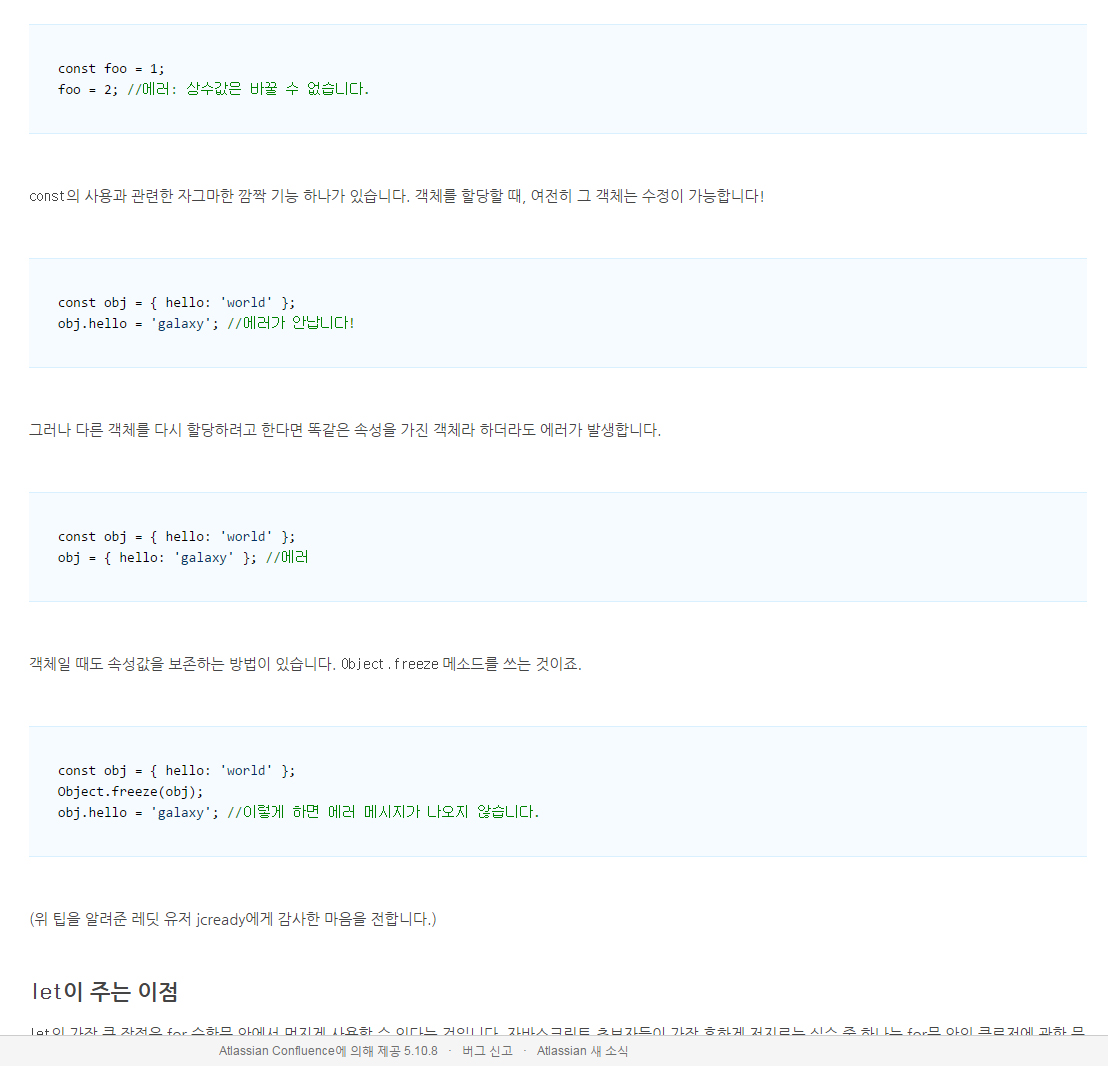 const foo = 1;
foo = 2; //에러: 상수값은 바꿀 수 없습니다.
const의 사용과 관련한 자그마한 깜짝 기능 하나가 있습니다. 객체를 할당할 때, 여전히 그 객체는 수정이 가능합니다!
const obj = { hello: 'world' };
obj.hello = 'galaxy'; //에러가 안납니다!
그러나 다른 객체를 다시 할당하려고 한다면 똑같은 속성을 가진 객체라 하더라도 에러가 발생합니다.
const obj = { hello: 'world' };
obj = { hello: 'galaxy' }; //에러
객체일 때도 속성값을 보존하는 방법이 있습니다. Object.freeze 메소드를 쓰는 것이죠.
const obj = { hello: 'world' };
Object.freeze(obj);
obj.hello = 'galaxy'; //이렇게 하면 에러 메시지가 나오지 않습니다.
(위 팁을 알려준 레딧 유저 jcready에게 감사한 마음을 전합니다.)
let이 주는 이점
let의 가장 큰 장점은 for 순환문 안에서 멋지게 사용할 수 있다는 것입니다. 자바스크립트 초보자들이 가장 흔하게 저지르는 실수 중 하나는 for문 안의 클로저에 관한 문
Atlassian Confluence에 의해 제공 5.10.8 · 버그 신고 · Atlassian 새 소식